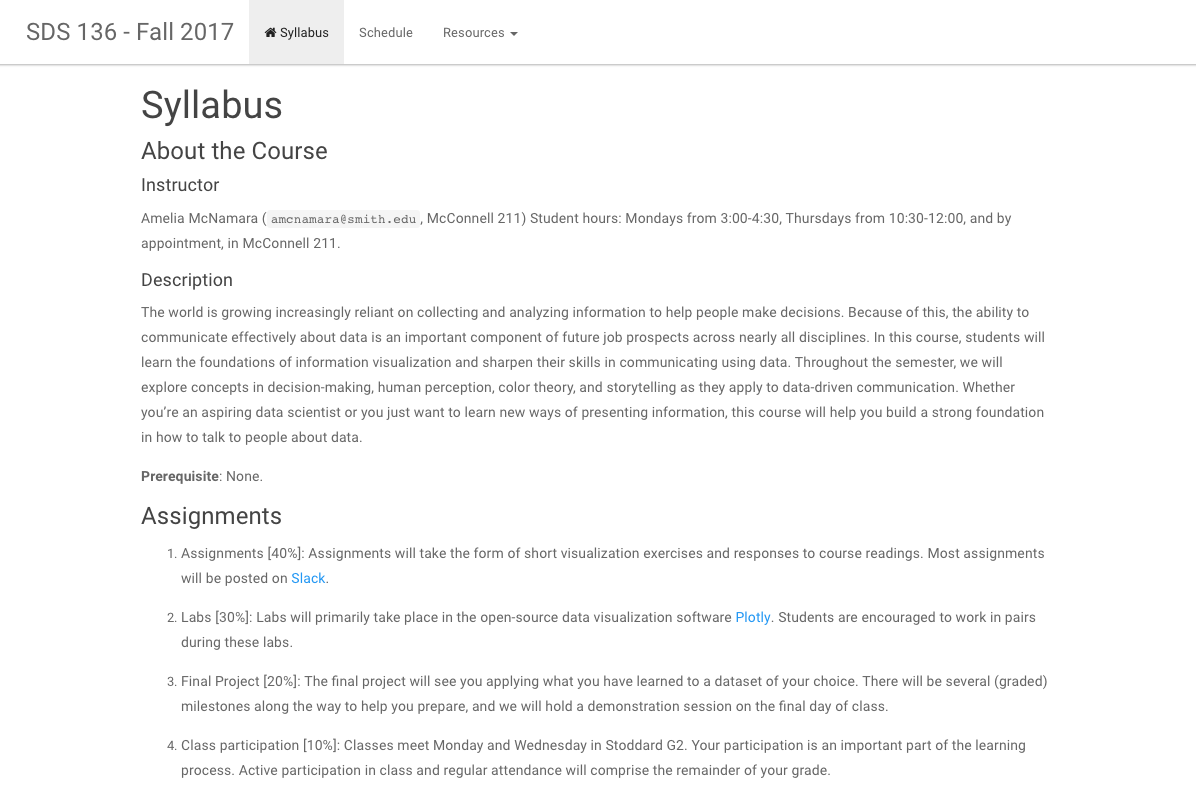 SDS 136 - Fall 2017
Syllabus
Schedule
Resources
Syllabus
About the Course
Instructor
Amelia McNamara ( amcnamara@smith.edu , McConnell 211) Student hours: Mondays from 3:00-4:30, Thursdays from 10:30-12:00, and by
appointment, in McConnell 211.
Description
The world is growing increasingly reliant on collecting and analyzing information to help people make decisions. Because of this, the ability to
communicate effectively about data is an important component of future job prospects across nearly all disciplines. In this course, students will
learn the foundations of information visualization and sharpen their skills in communicating using data. Throughout the semester, we will
explore concepts in decision-making, human perception, color theory, and storytelling as they apply to data-driven communication. Whether
you’re an aspiring data scientist or you just want to learn new ways of presenting information, this course will help you build a strong foundation
in how to talk to people about data.
Prerequisite: None.
Assignments
1. Assignments [40%]: Assignments will take the form of short visualization exercises and responses to course readings. Most assignments
will be posted on Slack.
2. Labs [30%]: Labs will primarily take place in the open-source data visualization software Plotly. Students are encouraged to work in pairs
during these labs.
3. Final Project [20%]: The final project will see you applying what you have learned to a dataset of your choice. There will be several (graded)
milestones along the way to help you prepare, and we will hold a demonstration session on the final day of class.
4. Class participation [10%]: Classes meet Monday and Wednesday in Stoddard G2. Your participation is an important part of the learning
process. Active participation in class and regular attendance will comprise the remainder of your grade.